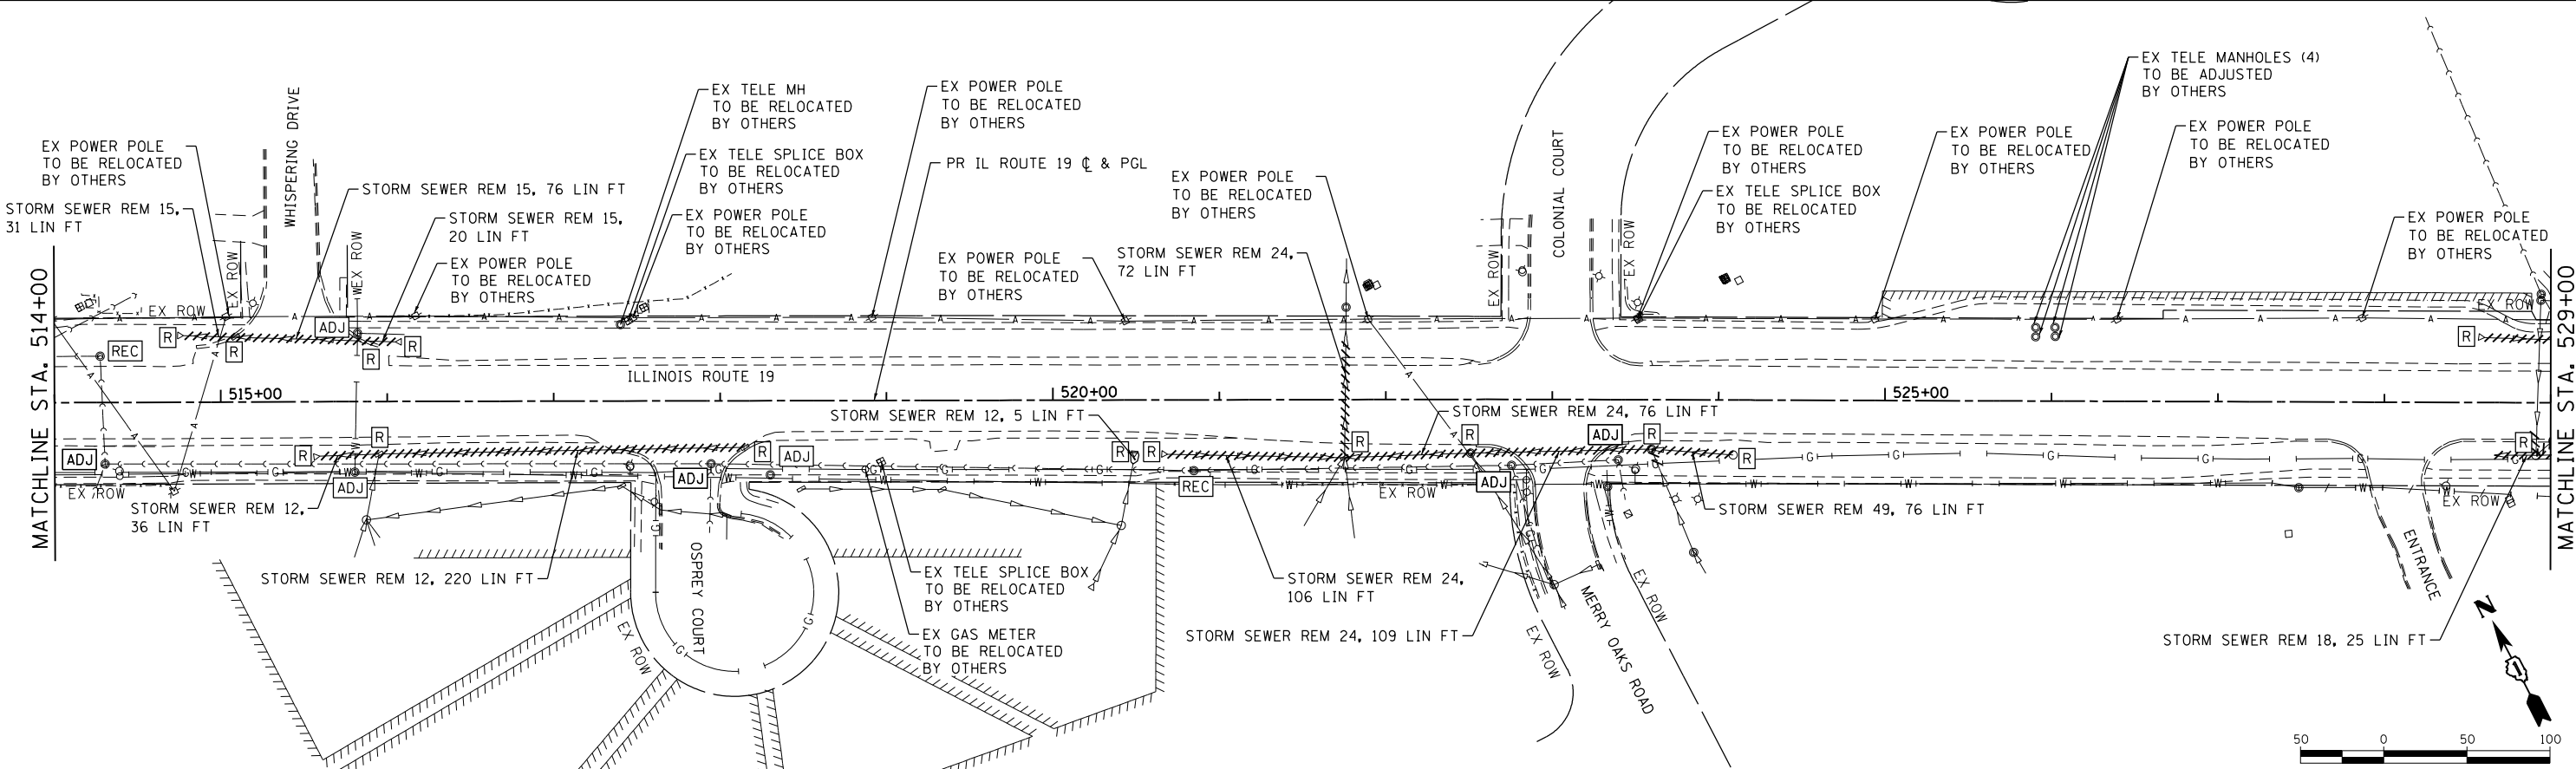 EX TELE MANHOLES (4)
TO BE ADJUSTED
BY OTHERS
EX TELE MH
TO BE RELOCATED
BY OTHERS
EX POWER POLE
TO BE RELOCATED
BY OTHERS
EX POWER POLE
TO BE RELOCATED
BY OTHERS
EX POWER POLE
TO BE RELOCATED
BY OTHERS
EX POWER POLE
TO BE RELOCATED
BY OTHERS
EX POWER POLE
TO BE RELOCATED
BY OTHERS
WHISPERING DRIVE
COLONIAL COURT
EX TELE SPLICE BOX
TO BE RELOCATED
BY OTHERS
PR IL ROUTE 19 ℄ & PGL
EX POWER POLE
TO BE RELOCATED
BY OTHERS
STORM SEWER REM 15, 76 LIN FT
EX TELE SPLICE BOX
TO BE RELOCATED
BY OTHERS
STORM SEWER REM 15,
31 LIN FT
STORM SEWER REM 15,
20 LIN FT
EX POWER POLE
TO BE RELOCATED
BY OTHERS
EX POWER POLE
TO BE RELOCATED
BY OTHERS
EX POWER POLE
TO BE RELOCATED
BY OTHERS
EX POWER POLE
TO BE RELOCATED
BY OTHERS
STORM SEWER REM 24,
72 LIN FT
EX ROW
EX ROW
EX ROW
EX ROW
EX ROW
EX ROW
MATCHLINE STA. 514+00
MATCHLINE STA. 529+00
ADJ
R
R
R
R
R
REC
ILLINOIS ROUTE 19
515+00
520+00
525+00
STORM SEWER REM 12, 5 LIN FT
STORM SEWER REM 24, 76 LIN FT
R
R
R
R
R
R
R
R
R
R
ADJ
ADJ
ADJ
ADJ
ADJ
ADJ
REC
ADJ
EX ROW
EX ROW
EX ROW
STORM SEWER REM 12,
36 LIN FT
STORM SEWER REM 49, 76 LIN FT
STORM SEWER REM 12, 220 LIN FT
OSPREY COURT
EX TELE SPLICE BOX
TO BE RELOCATED
BY OTHERS
STORM SEWER REM 24,
106 LIN FT
EX GAS METER
TO BE RELOCATED
BY OTHERS
STORM SEWER REM 24, 109 LIN FT
EX ROW
EX ROW
EX ROW
MERRY OAKS ROAD
ENTRANCE
STORM SEWER REM 18, 25 LIN FT
N
50 0 50 100